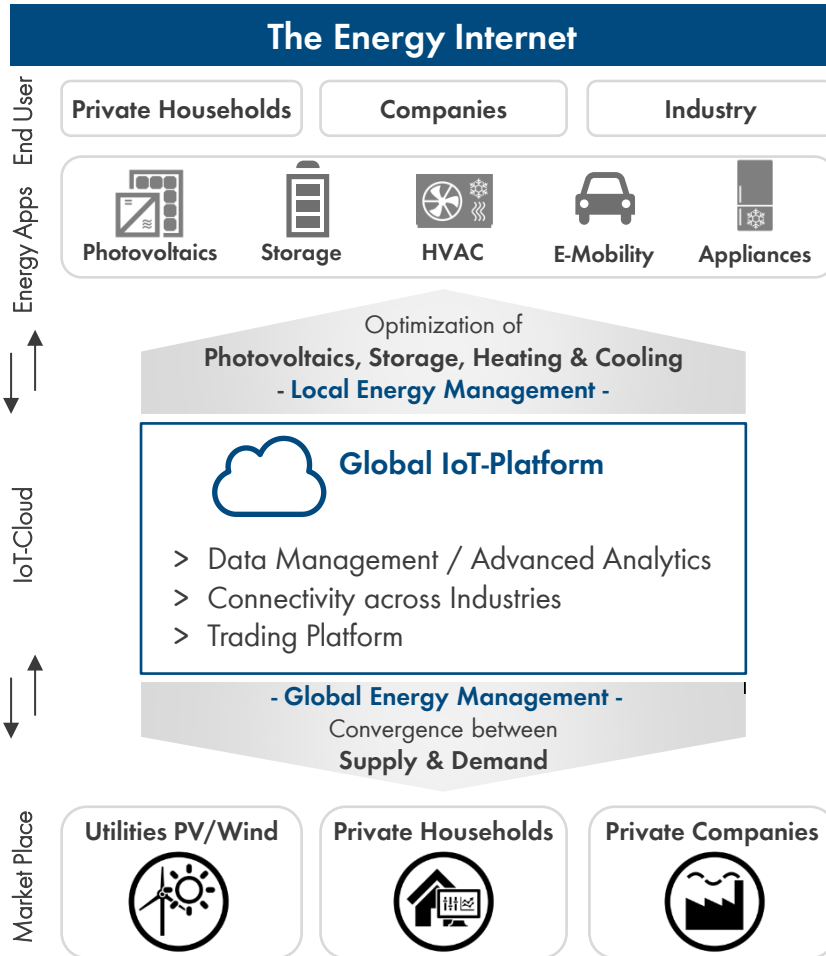 The Energy Internet
End User
Private Households
Companies
Industry
Energy Apps
Photovoltaics
Storage
HVAC
E-Mobility
Appliances
Optimization of
Photovoltaics, Storage, Heating & Cooling
- Local Energy Management -
IoT-Cloud
Global IoT-Platform
> Data Management / Advanced Analytics
> Connectivity across Industries
> Trading Platform
- Global Energy Management -
Convergence between
Supply & Demand
Market Place
Utilities PV/Wind
Private Households
Private Companies